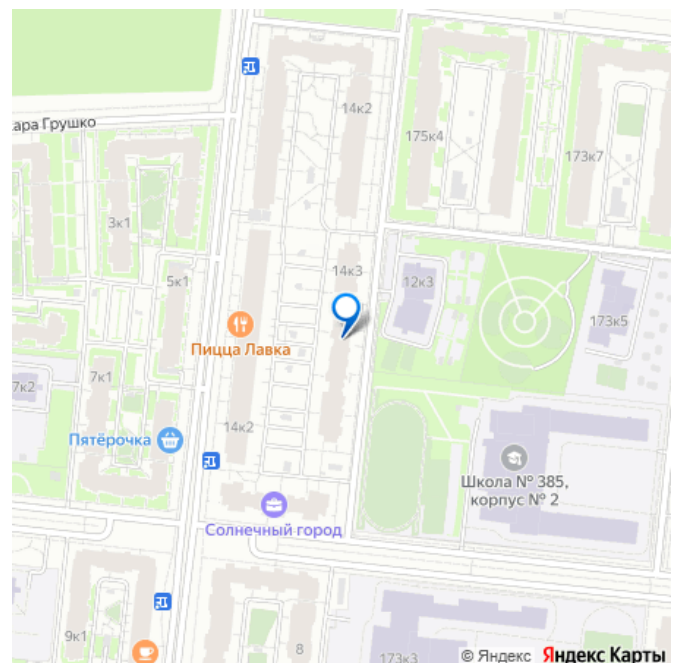 14к2
ара Грушко
175к4
173к7
3к1
14к3
5к1
12к3
173к5
Пицца Лавка
7к1
7к2
14к2
Пятёрочка
Школа № 385,
корпус № 2
Солнечный город
9к1
8
173к3
© Яндекс Яндекс Карты